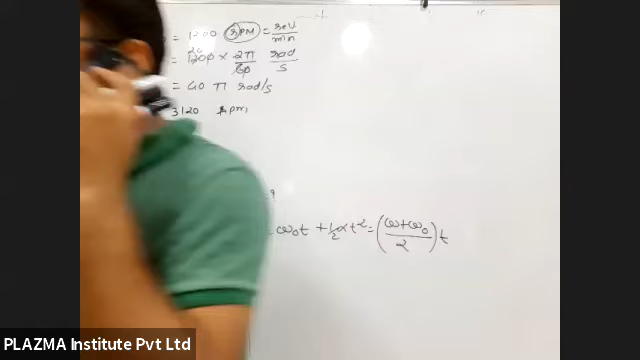 = 1200 RPM = rev/min
= 1200 × 2π/60 rad/s
= 40 π rad/s
3120 rpm
ω₀t + ½αt² = (ω+ω₀/2)t
PLAZMA Institute Pvt Ltd